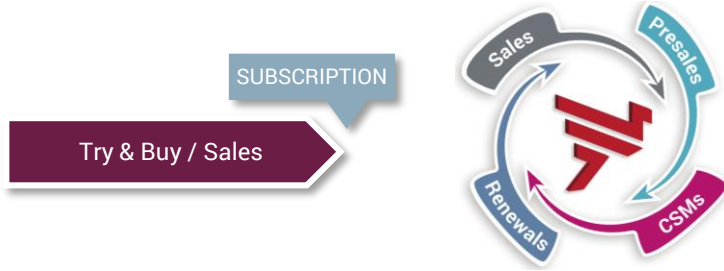 SUBSCRIPTION
Try & Buy / Sales
Sales
Presales
CSMs
Renewals